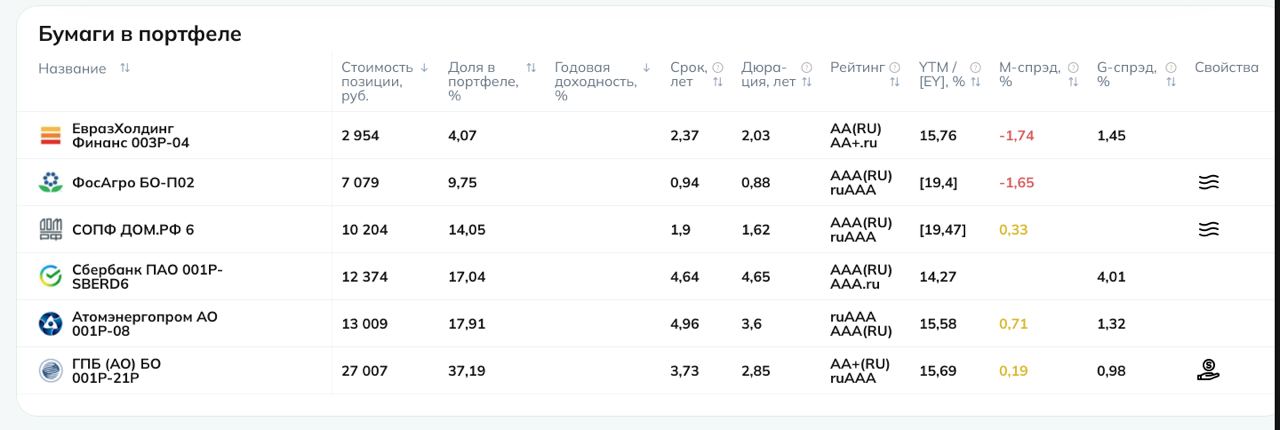 Бумаги в портфеле
Название Стоимость позиции, руб. Доля в портфеле, % Годовая доходность, % Срок, лет Дюра-ция, лет Рейтинг YTM / [EY], % М-спрэд, % G-спрэд, % Свойства
ЕвразХолдинг Финанс 003Р-04 2 954 4,07 2,37 2,03 AA(RU) AA+.ru 15,76 -1,74 1,45
ФосАгро БО-П02 7 079 9,75 0,94 0,88 AAA(RU) ruAAA [19,4] -1,65
СОПФ ДОМ.РФ 6 10 204 14,05 1,9 1,62 AAA(RU) ruAAA [19,47] 0,33
Сбербанк ПАО 001Р-SBERD6 12 374 17,04 4,64 4,65 AAA(RU) AAA.ru 14,27 4,01
Атомэнергопром АО 001Р-08 13 009 17,91 4,96 3,6 ruAAA AAA(RU) 15,58 0,71 1,32
ГПБ (АО) БО 001Р-21Р 27 007 37,19 3,73 2,85 AA+(RU) ruAAA 15,69 0,19 0,98